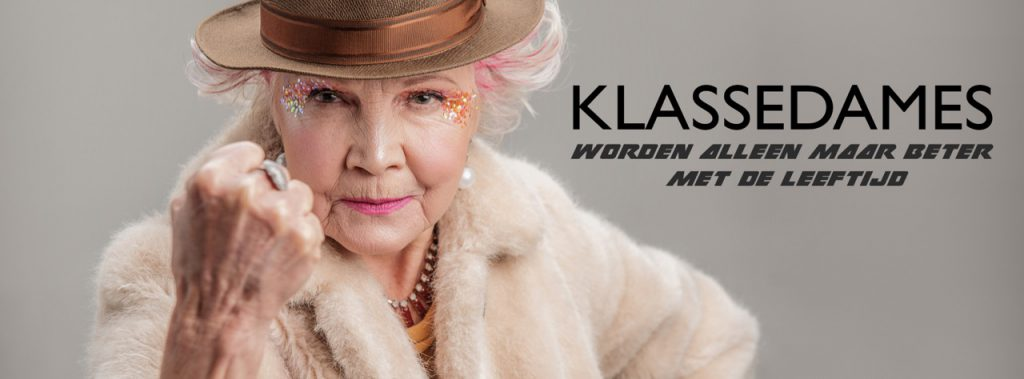 KLASSEDAMES
WORDEN ALLEEN MAAR BETER
MET DE LEEFTIJD